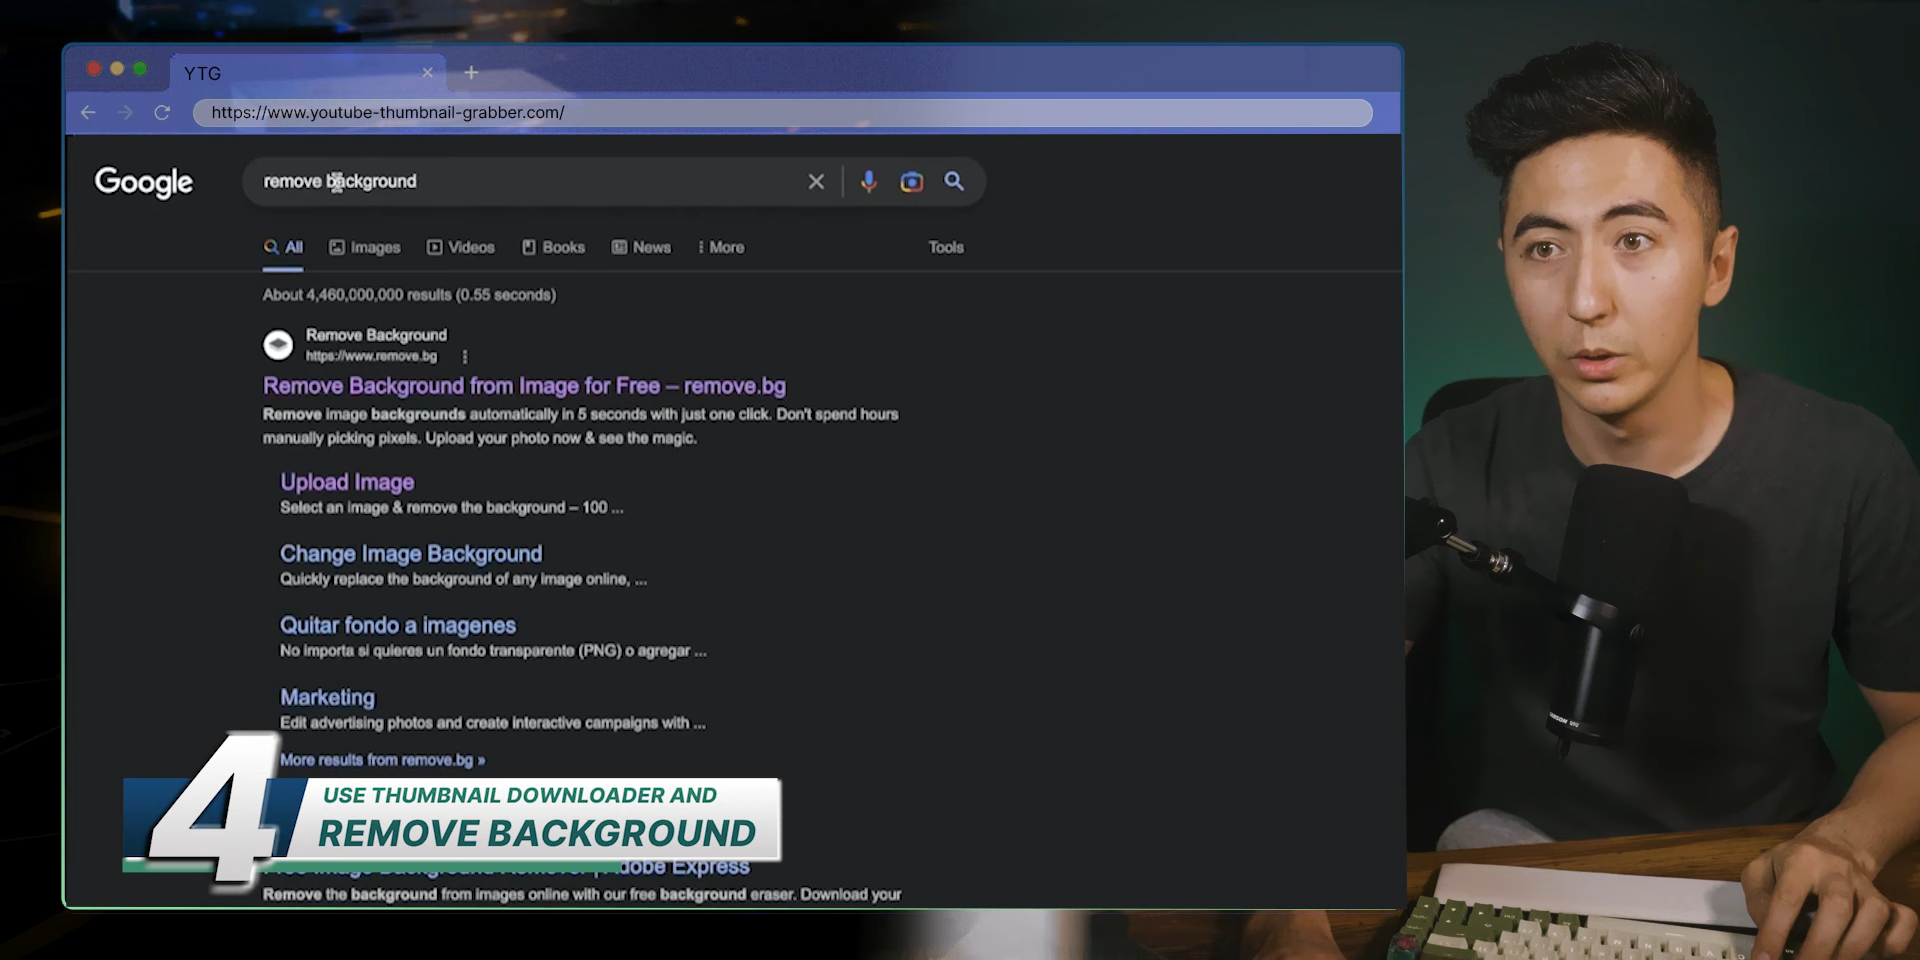 YTG
https://www.youtube-thumbnail-grabber.com/
Google
remove background
All Images Videos Books News More Tools
About 4,460,000,000 results (0.55 seconds)
Remove Background
https://www.remove.bg
Remove Background from Image for Free – remove.bg
Remove image backgrounds automatically in 5 seconds with just one click. Don't spend hours
manually picking pixels. Upload your photo now & see the magic.
Upload Image
Select an image & remove the background – 100 ...
Change Image Background
Quickly replace the background of any image online, ...
Quitar fondo a imagenes
No importa si quieres un fondo transparente (PNG) o agregar ...
Marketing
Edit advertising photos and create interactive campaigns with ...
More results from remove.bg »
4
USE THUMBNAIL DOWNLOADER AND
REMOVE BACKGROUND
Express
Remove the background from images online with our free background eraser. Download your